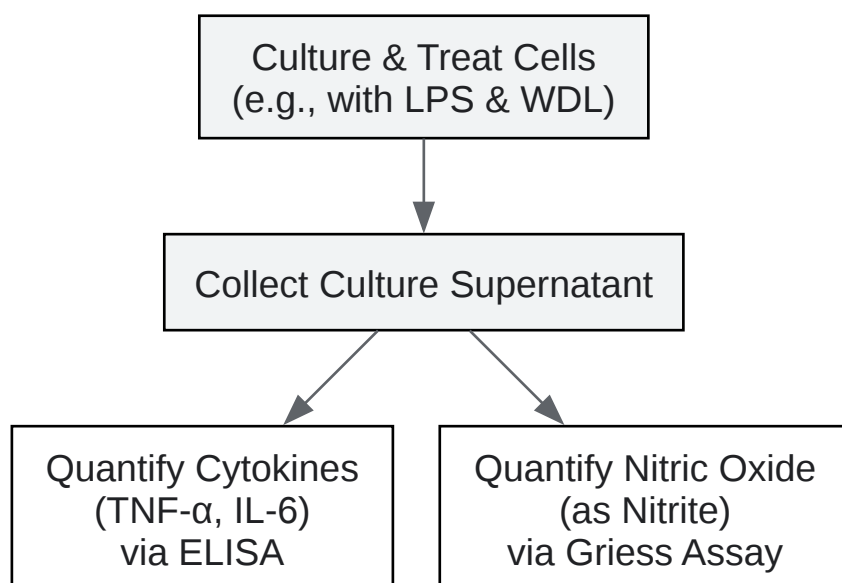 Culture & Treat Cells
(e.g., with LPS & WDL)
Collect Culture Supernatant
Quantify Cytokines
(TNF-α, IL-6)
via ELISA
Quantify Nitric Oxide
(as Nitrite)
via Griess Assay